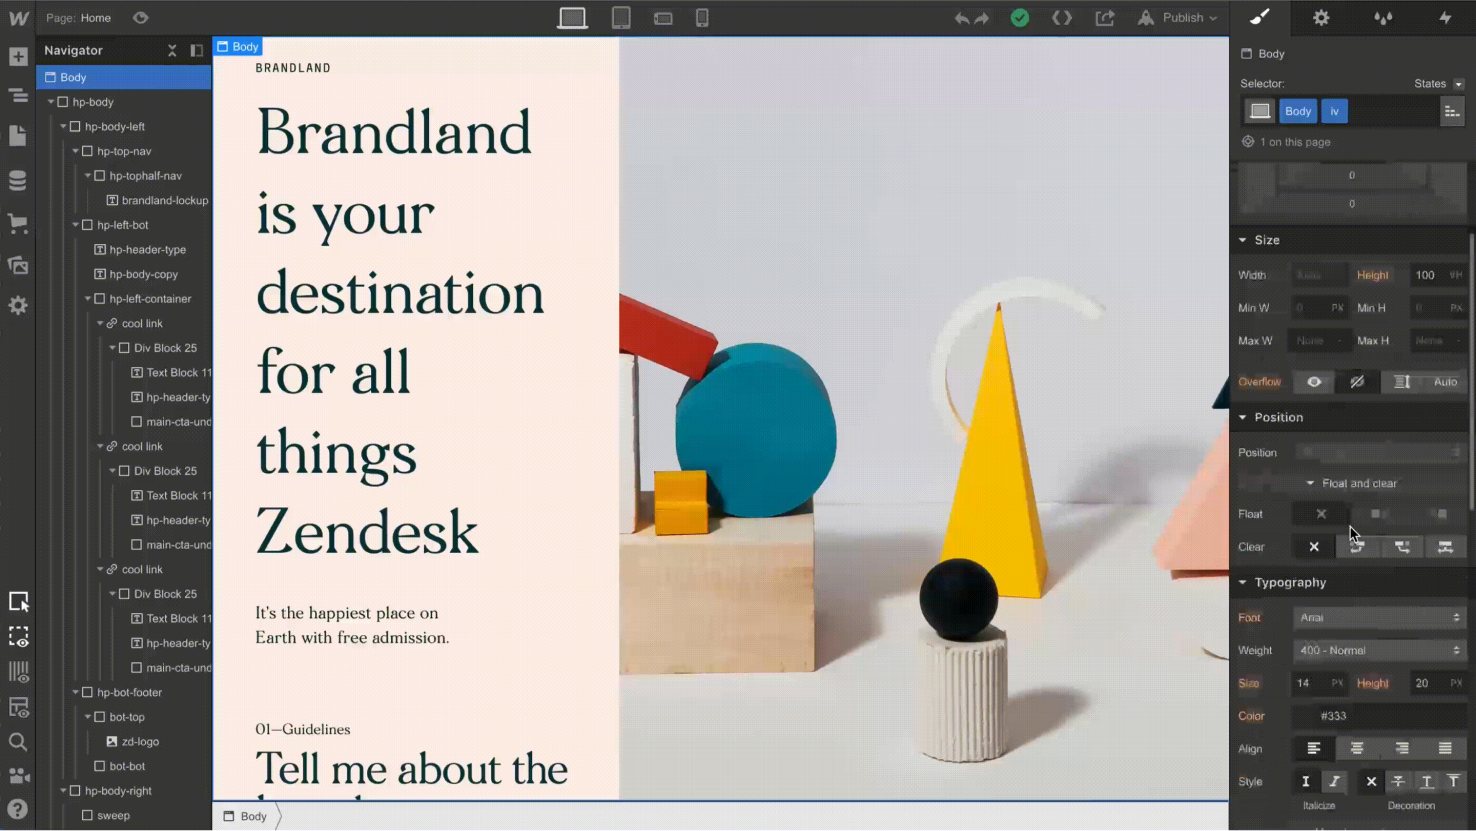 Page: Home
Publish
Navigator
Body
hp-body
hp-body-left
hp-top-nav
hp-tophalf-nav
brandland-lockup
hp-left-bot
hp-header-type
hp-body-copy
hp-left-container
cool link
Div Block 25
Text Block 11
hp-header-ty
main-cta-und
cool link
Div Block 25
Text Block 11
hp-header-ty
main-cta-und
cool link
Div Block 25
Text Block 11
hp-header-ty
main-cta-und
hp-bot-footer
bot-top
zd-logo
bot-bot
hp-body-right
sweep
Body
BRANDLAND
Brandland
is your
destination
for all
things
Zendesk
It's the happiest place on
Earth with free admission.
01—Guidelines
Tell me about the
Body
Body
Selector:
States
Body
iv
1 on this page
0
0
Size
Width
Auto
Height
100
VH
Min W
0
PX
Min H
0
PX
Max W
None
-
Max H
None
-
Overflow
Auto
Position
Position
Float and clear
Float
Clear
Typography
Font
Arial
Weight
400 - Normal
Size
14
PX
Height
20
PX
Color
#333
Align
Style
Italicize
Decoration